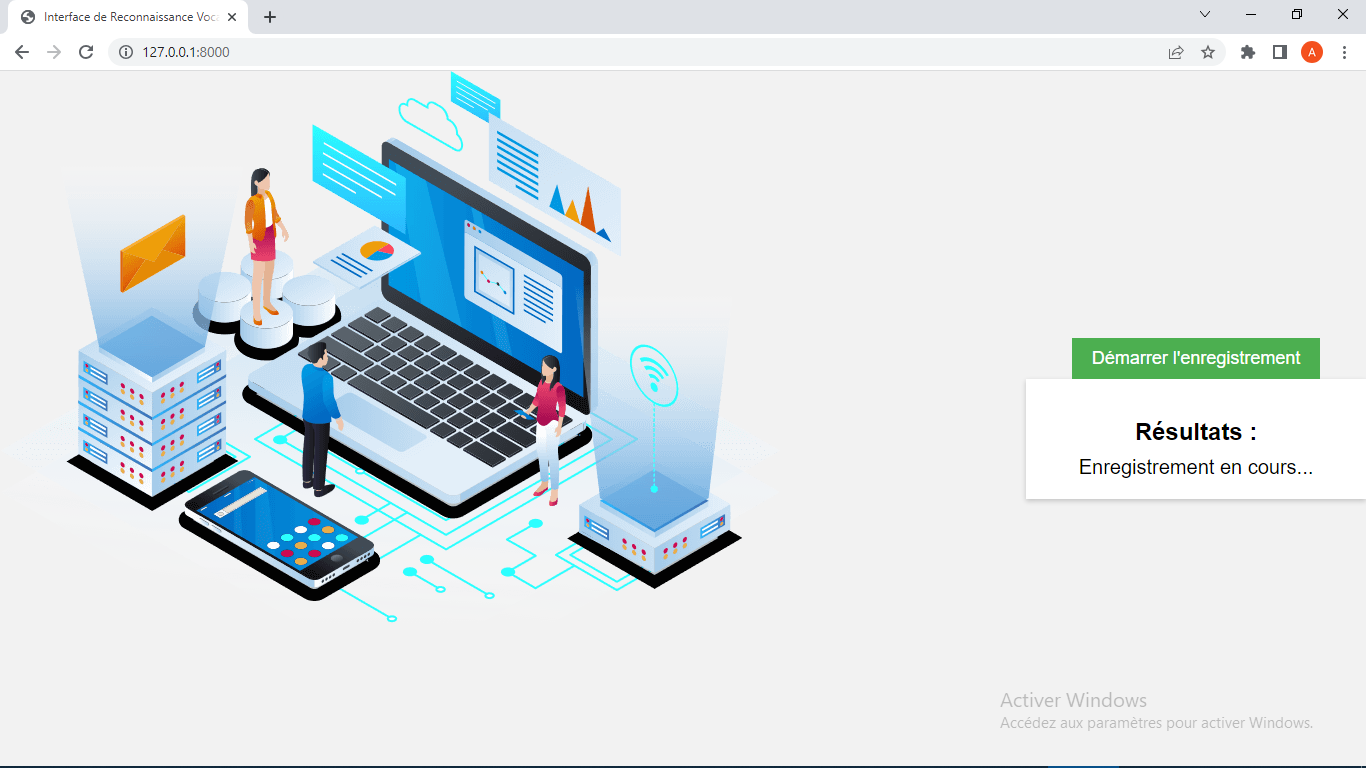 Interface de Reconnaissance Voca
127.0.0.1:8000
A
Démarrer l'enregistrement
Résultats :
Enregistrement en cours...
Activer Windows
Accédez aux paramètres pour activer Windows.